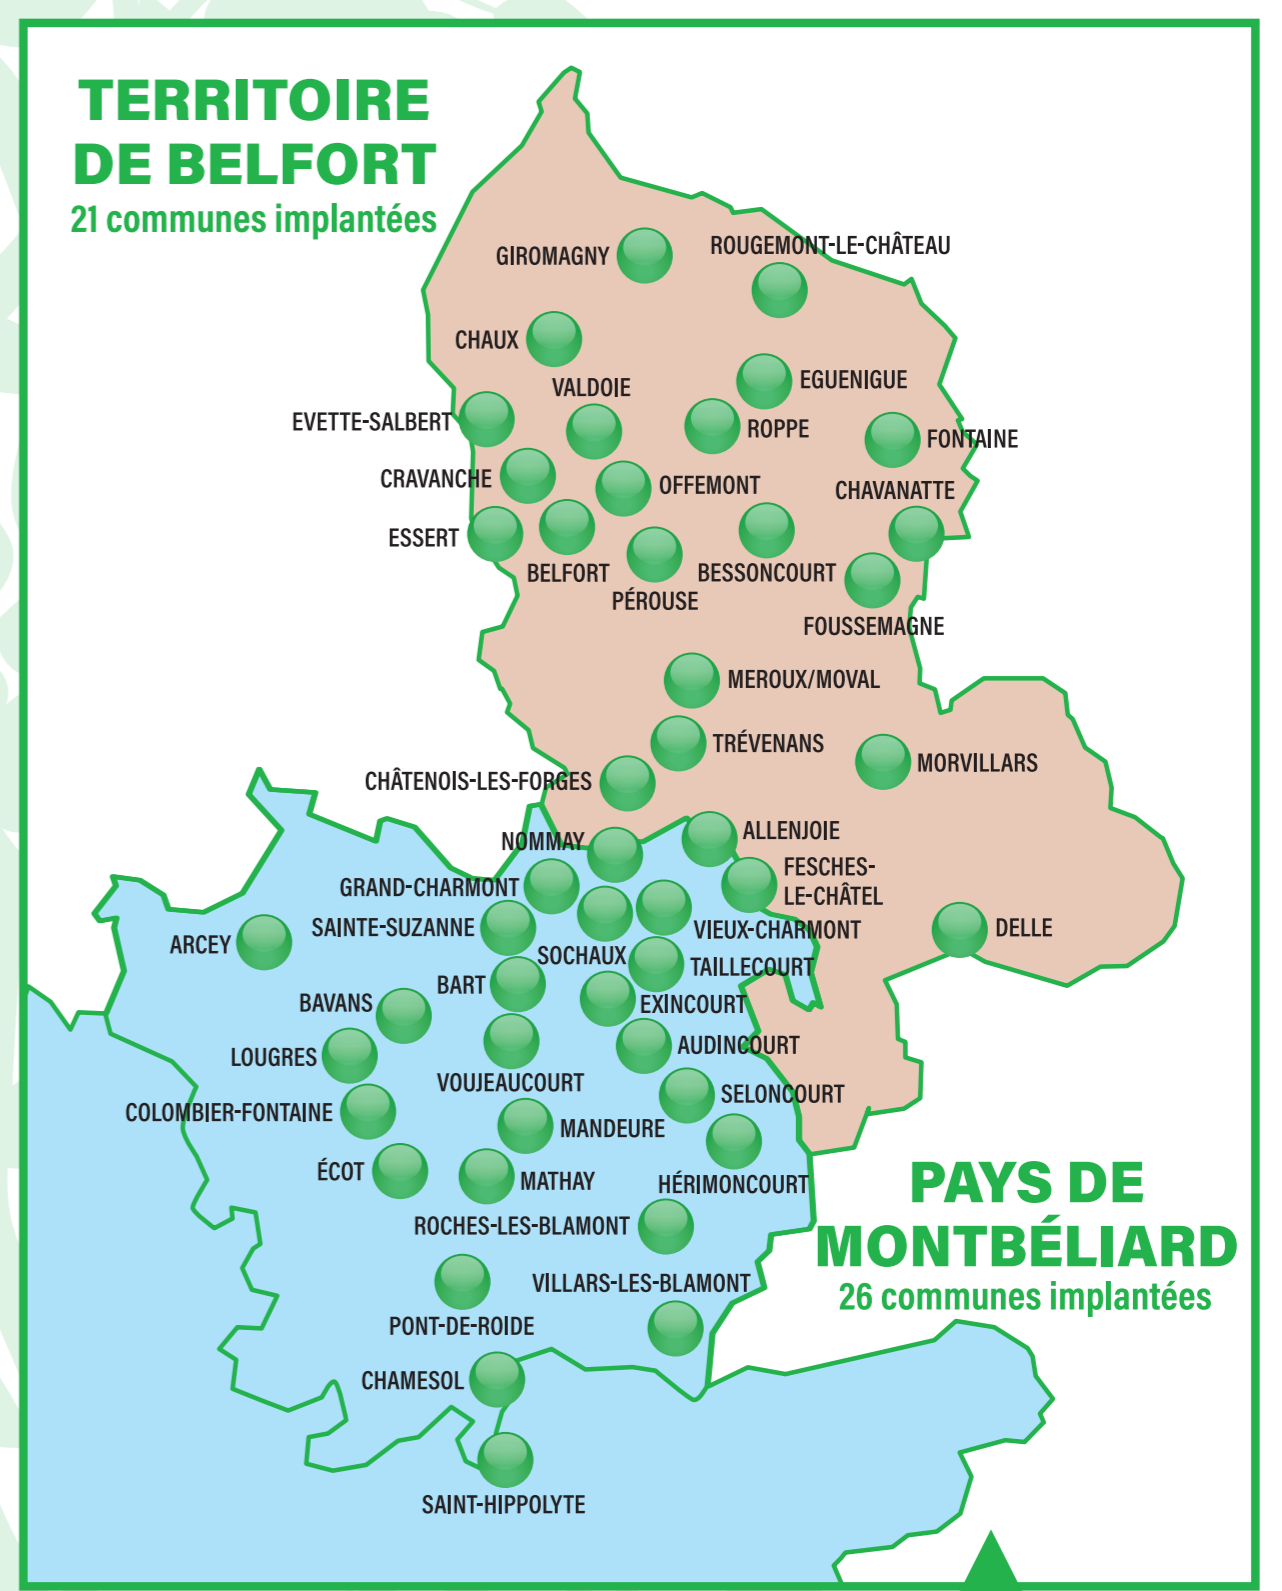 TERRITOIRE
DE BELFORT
21 communes implantées
GIROMAGNY
ROUGEMONT-LE-CHÂTEAU
CHAUX
VALDOIE
EGUENIGUE
EVETTE-SALBERT
ROPPE
FONTAINE
CRAVANCHE
OFFEMONT
CHAVANATTE
ESSERT
BELFORT
BESSONCOURT
PÉROUSE
FOUSSEMAGNE
MEROUX/MOVAL
TRÉVENANS
MORVILLARS
CHÂTENOIS-LES-FORGES
NOMMAY
ALLENJOIE
FESCHES-
LE-CHÂTEL
GRAND-CHARMONT
SAINTE-SUZANNE
VIEUX-CHARMONT
DELLE
ARCEY
SOCHAUX
TAILLECOURT
BART
BAVANS
EXINCOURT
LOUGRES
AUDINCOURT
VOUJEAUCOURT
SELONCOURT
COLOMBIER-FONTAINE
MANDEURE
ÉCOT
MATHAY
HÉRIMONCOURT
PAYS DE
MONTBÉLIARD
26 communes implantées
ROCHES-LES-BLAMONT
VILLARS-LES-BLAMONT
PONT-DE-ROIDE
CHAMESOL
SAINT-HIPPOLYTE